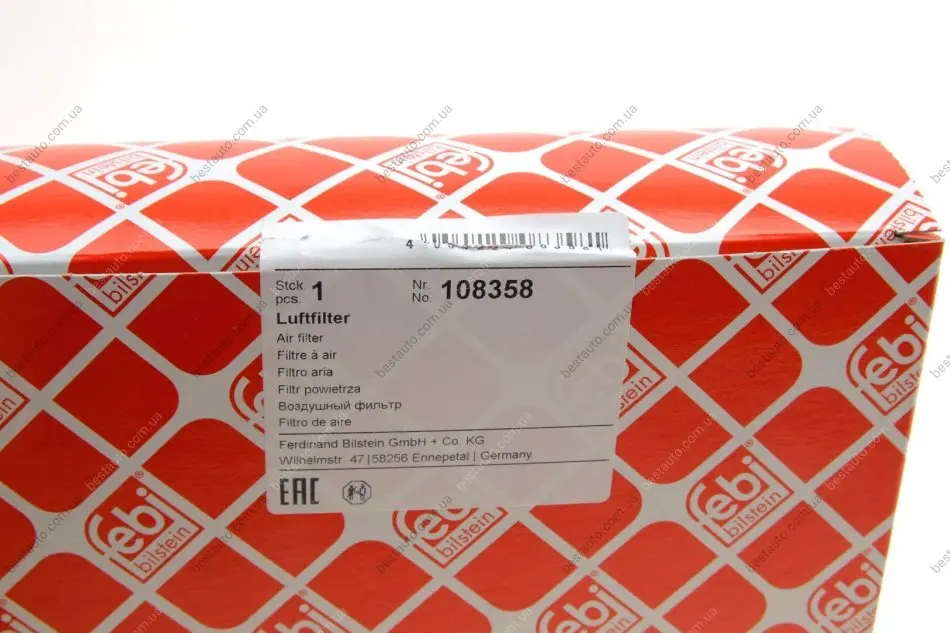 febi
bilstein
4
Stck. 1 Nr. 108358
pcs. No.
Luftfilter
Air filter
Filtre à air
Filtro aria
Filtr powietrza
Воздушный фильтр
Filtro de aire
Ferdinand Bilstein GmbH + Co. KG
Wilhelmstr. 47 | 58256 Ennepetal | Germany
EAC
bestauto.com.ua